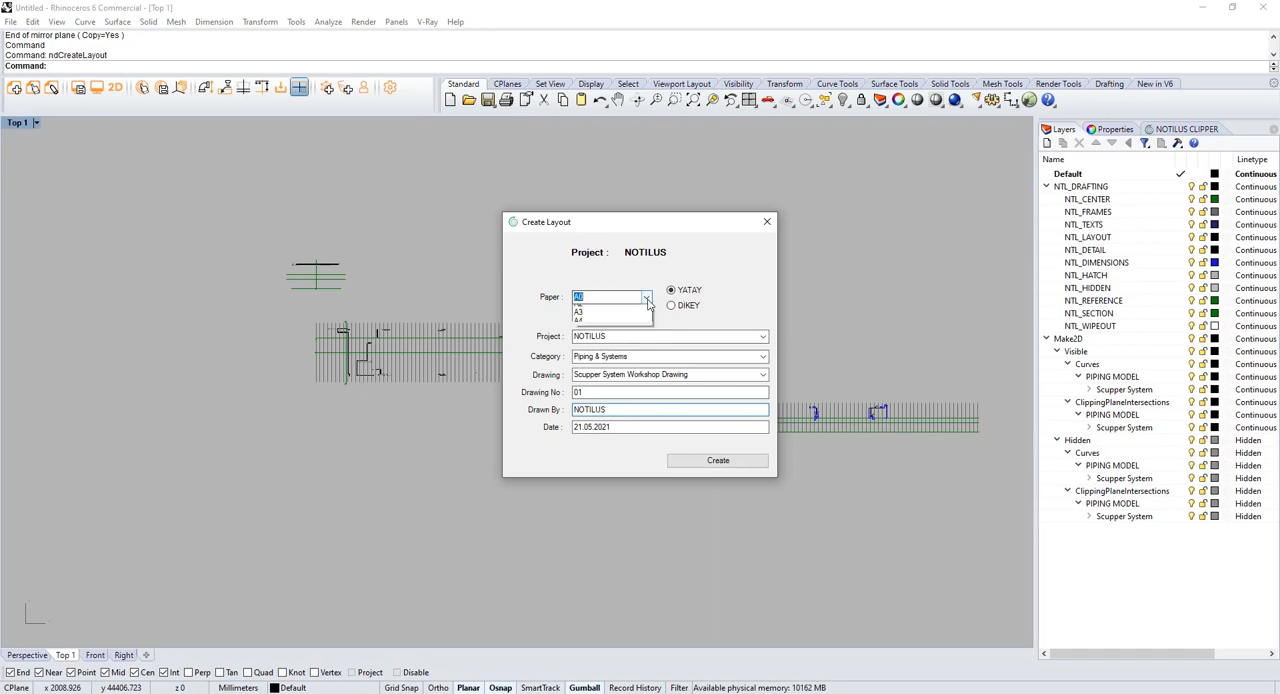 Untitled - Rhinoceros 6 Commercial - [Top 1]
File Edit View Curve Surface Solid Mesh Dimension Transform Tools Analyze Render Panels V-Ray Help
End of mirror plane ( Copy=Yes )
Command
Command: ndCreateLayout
Command:
2D
Standard CPlanes Set View Display Select Viewport Layout Visibility Transform Curve Tools Surface Tools Solid Tools Mesh Tools Render Tools Drafting New in V6
Top 1
Layers Properties NOTILUS CLIPPER
Name Linetype
Default Continuous
NTL_DRAFTING Continuous
NTL_CENTER Continuous
NTL_FRAMES Continuous
NTL_TEXTS Continuous
NTL_LAYOUT Continuous
NTL_DETAIL Continuous
NTL_DIMENSIONS Continuous
NTL_HATCH Continuous
NTL_HIDDEN Continuous
NTL_REFERENCE Continuous
NTL_SECTION Continuous
NTL_WIPEOUT Continuous
Make2D Continuous
Visible Continuous
Curves Continuous
PIPING MODEL Continuous
Scupper System Continuous
ClippingPlaneIntersections Continuous
PIPING MODEL Continuous
Scupper System Continuous
Hidden Hidden
Curves Hidden
PIPING MODEL Hidden
Scupper System Hidden
ClippingPlaneIntersections Hidden
PIPING MODEL Hidden
Scupper System Hidden
Create Layout
Project : NOTILUS
Paper : A0
YATAY
DİKEY
A3
A4
Project : NOTILUS
Category : Piping & Systems
Drawing : Scupper System Workshop Drawing
Drawing No : 01
Drawn By : NOTILUS
Date : 21.05.2021
Create
Perspective Top 1 Front Right
End Near Point Mid Cen Int Perp Tan Quad Knot Vertex Project Disable
CPlane x 2008.926 y 44406.723 z 0 Millimeters Default Grid Snap Ortho Planar Osnap SmartTrack Gumball Record History Filter Available physical memory: 10162 MB